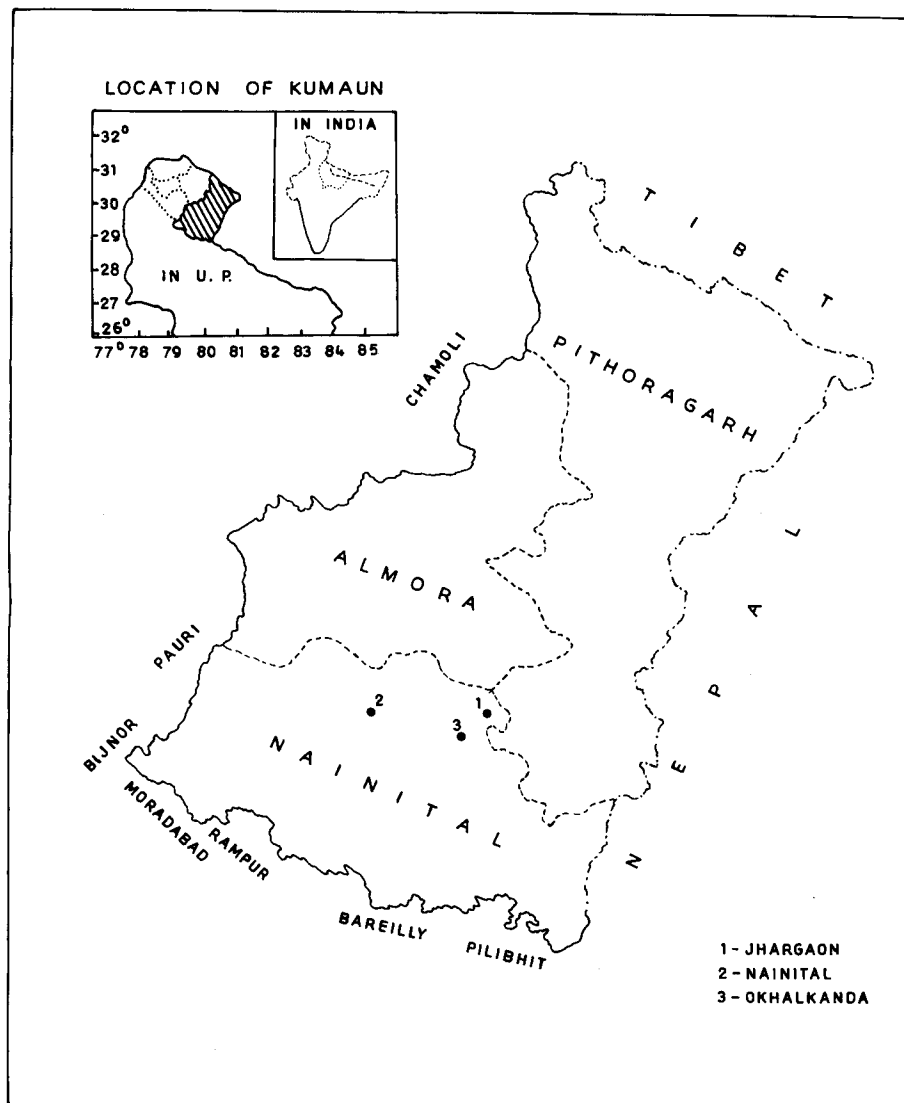 LOCATION OF KUMAUN
IN INDIA
32°
31
30
29
28
27
26°
IN U. P.
77° 78 79 80 81 82 83 84 85
TIBET
CHAMOLI
PITHORAGARH
ALMORA
NEPAL
PAURI
2
1
3
BIJNOR
NAINITAL
MORADABAD
RAMPUR
BAREILLY
PILIBHIT
1 - JHARGAON
2 - NAINITAL
3 - OKHALKANDA